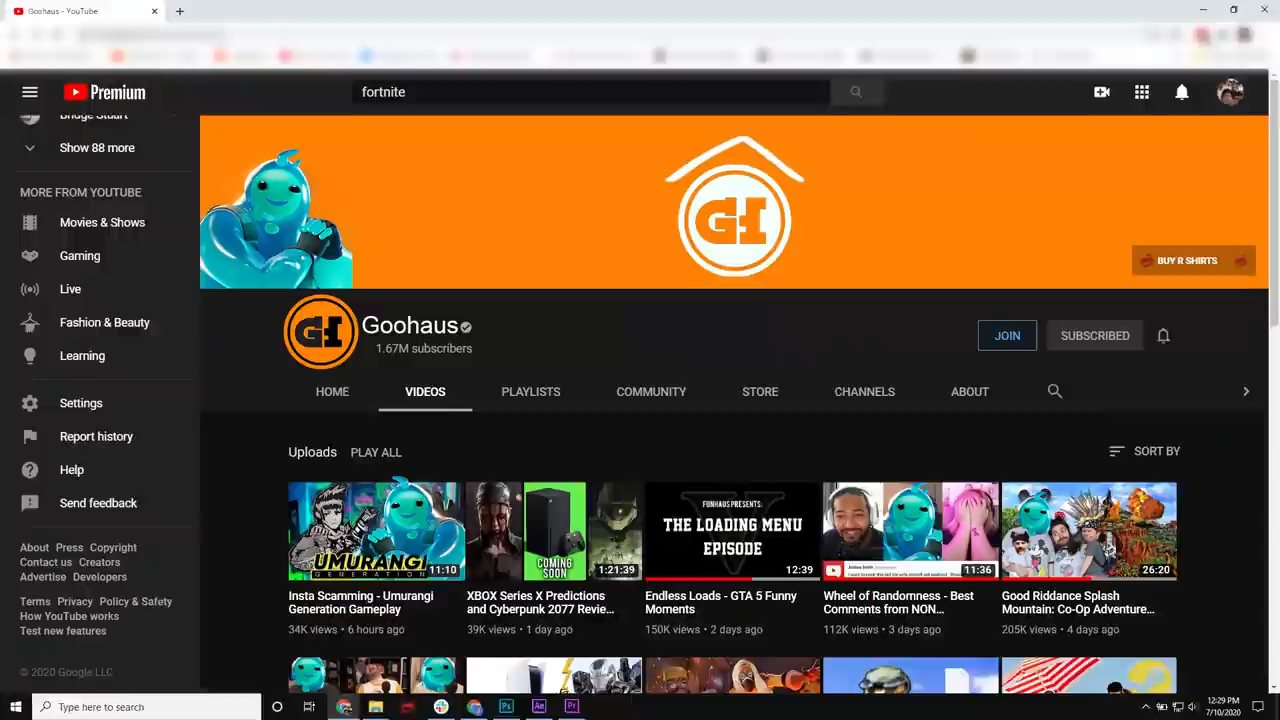 Goohaus - YouTube
Premium
fortnite
Bridge Stuart
Show 88 more
MORE FROM YOUTUBE
Movies & Shows
Gaming
Live
Fashion & Beauty
Learning
Settings
Report history
Help
Send feedback
About Press Copyright
Contact us Creators
Advertise Developers
Terms Privacy Policy & Safety
How YouTube works
Test new features
© 2020 Google LLC
GH
BUY R SHIRTS
GH
Goohaus
1.67M subscribers
JOIN
SUBSCRIBED
HOME
VIDEOS
PLAYLISTS
COMMUNITY
STORE
CHANNELS
ABOUT
Uploads
PLAY ALL
SORT BY
UMURANGI
GENERATION
11:10
Insta Scamming - Umurangi
Generation Gameplay
34K views • 6 hours ago
COMING
SOON
1:21:39
XBOX Series X Predictions
and Cyberpunk 2077 Revie...
39K views • 1 day ago
V
FUNHAUS PRESENTS:
THE LOADING MENU
EPISODE
12:39
Endless Loads - GTA 5 Funny
Moments
150K views • 2 days ago
11:36
Wheel of Randomness - Best
Comments from NON...
112K views • 3 days ago
26:20
Good Riddance Splash
Mountain: Co-Op Adventure...
205K views • 4 days ago
Type here to search
Ps
Ae
Pr
12:29 PM
7/10/2020